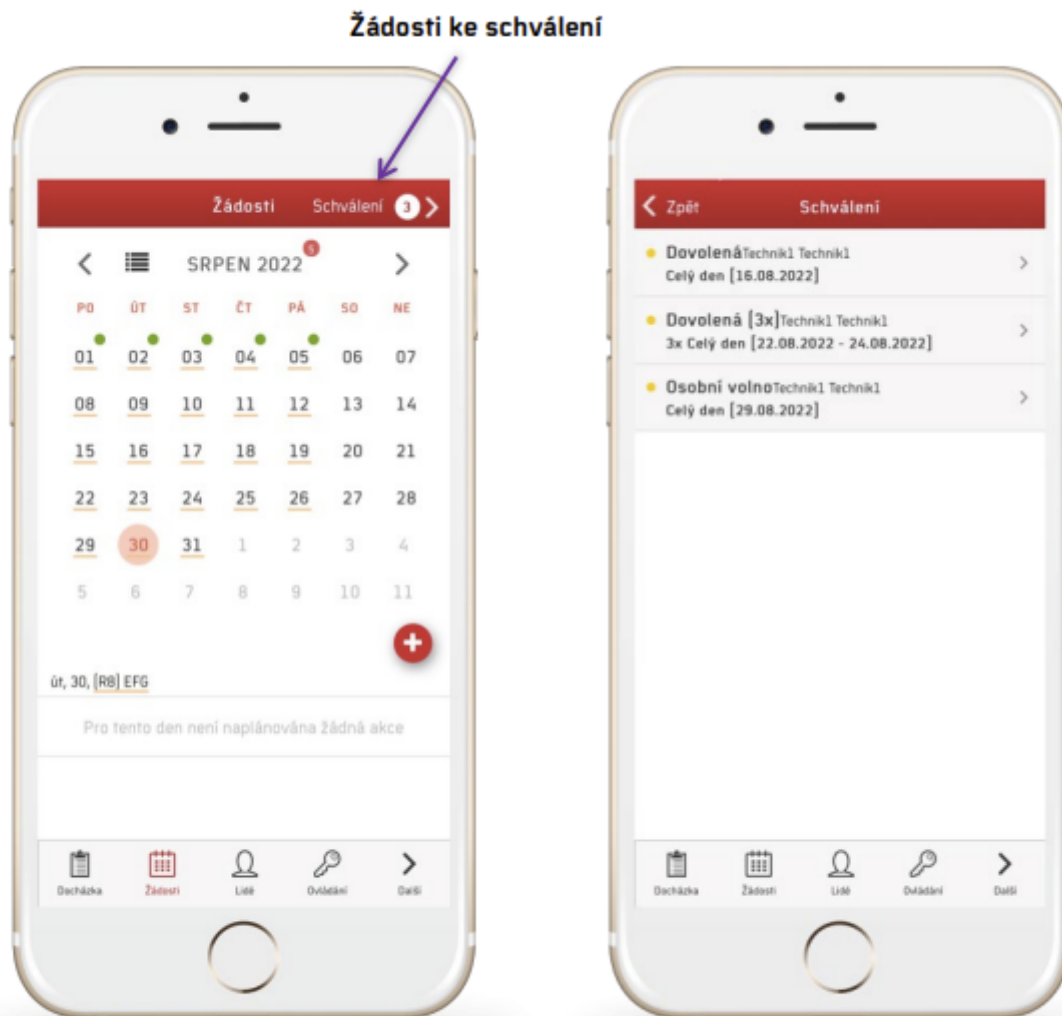 Žádosti ke schválení
Žádosti Schválení 3
SRPEN 2022 5
PO ÚT ST ČT PÁ SO NE
01 02 03 04 05 06 07
08 09 10 11 12 13 14
15 16 17 18 19 20 21
22 23 24 25 26 27 28
29 30 31 1 2 3 4
5 6 7 8 9 10 11
út, 30, [R8] EFG
Pro tento den není naplánována žádná akce
Docházka Žádosti Lidé Ovládání Další
Zpět Schválení
Dovolená Technik1 Technik1
Celý den [16.08.2022]
Dovolená [3x] Technik1 Technik1
3x Celý den [22.08.2022 - 24.08.2022]
Osobní volno Technik1 Technik1
Celý den [29.08.2022]
Docházka Žádosti Lidé Ovládání Další